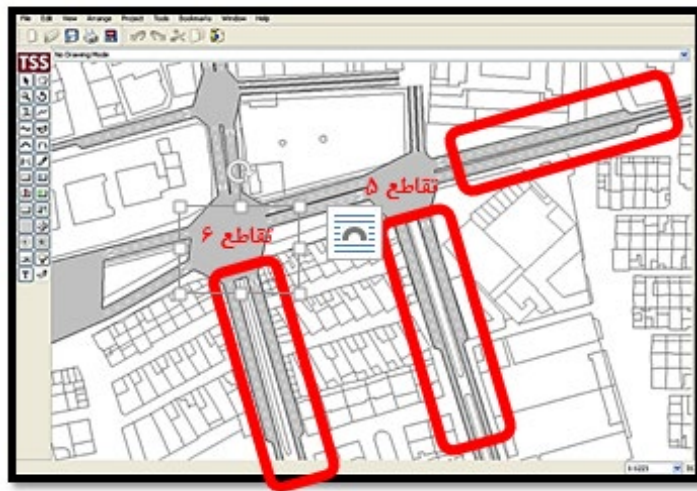 File Edit View Arrange Project Tools Bookmarks Window Help
TSS
No Drawing Mode
تقاطع ۵
تقاطع ۶